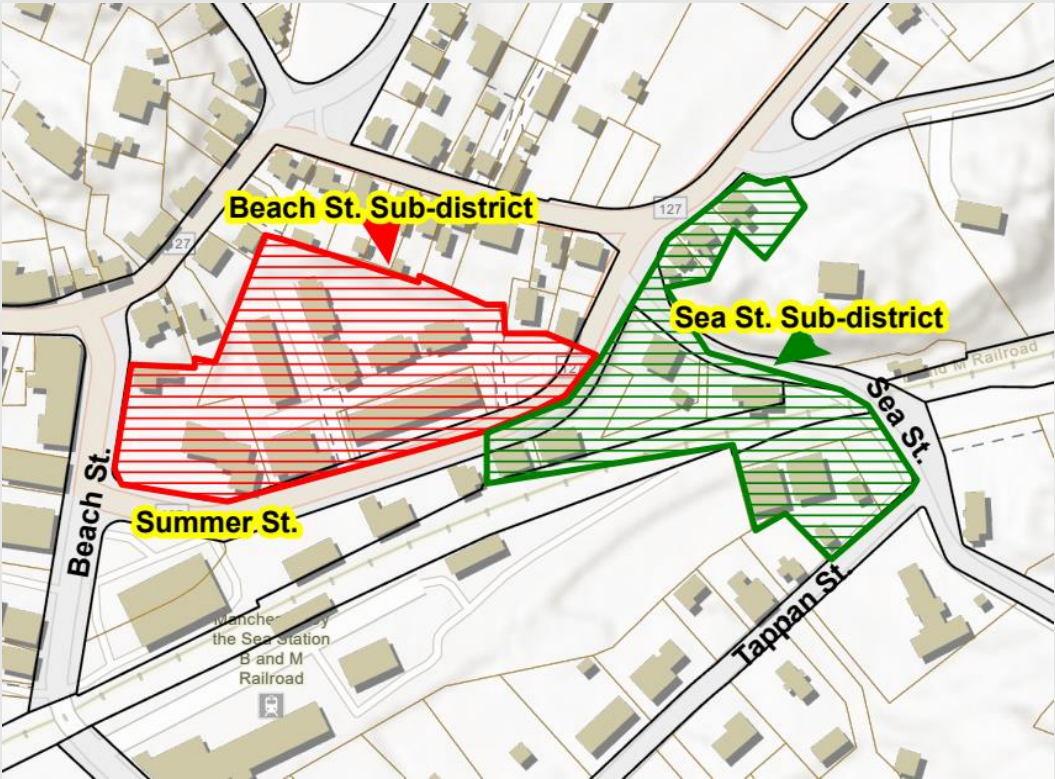 Beach St. Sub-district
127
127
Sea St. Sub-district
Railroad
Sea St.
Beach St.
Summer St.
Tappan St.
the Sea Station
B and M
Railroad